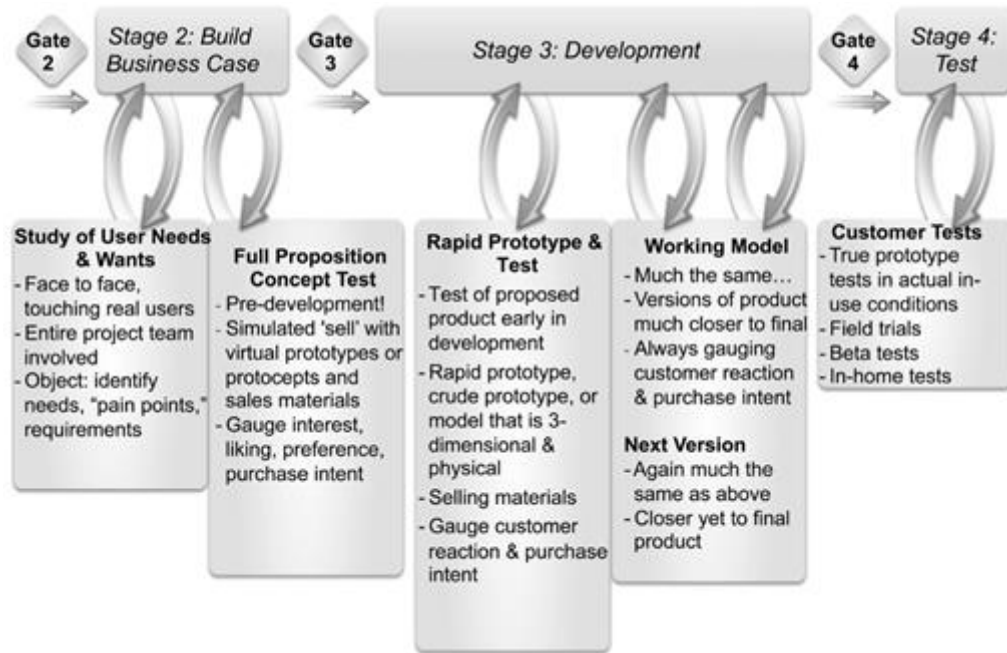 Gate
2
Stage 2: Build
Business Case
Gate
3
Stage 3: Development
Gate
4
Stage 4:
Test
Study of User Needs
& Wants
- Face to face,
touching real users
- Entire project team
involved
- Object: identify
needs, “pain points,”
requirements
Full Proposition
Concept Test
- Pre-development!
- Simulated 'sell' with
virtual prototypes or
protocepts and
sales materials
- Gauge interest,
liking, preference,
purchase intent
Rapid Prototype &
Test
- Test of proposed
product early in
development
- Rapid prototype,
crude prototype, or
model that is 3-
dimensional &
physical
- Selling materials
- Gauge customer
reaction & purchase
intent
Working Model
- Much the same…
- Versions of product
much closer to final
- Always gauging
customer reaction
& purchase intent
Next Version
- Again much the
same as above
- Closer yet to final
product
Customer Tests
- True prototype
tests in actual in-
use conditions
- Field trials
- Beta tests
- In-home tests